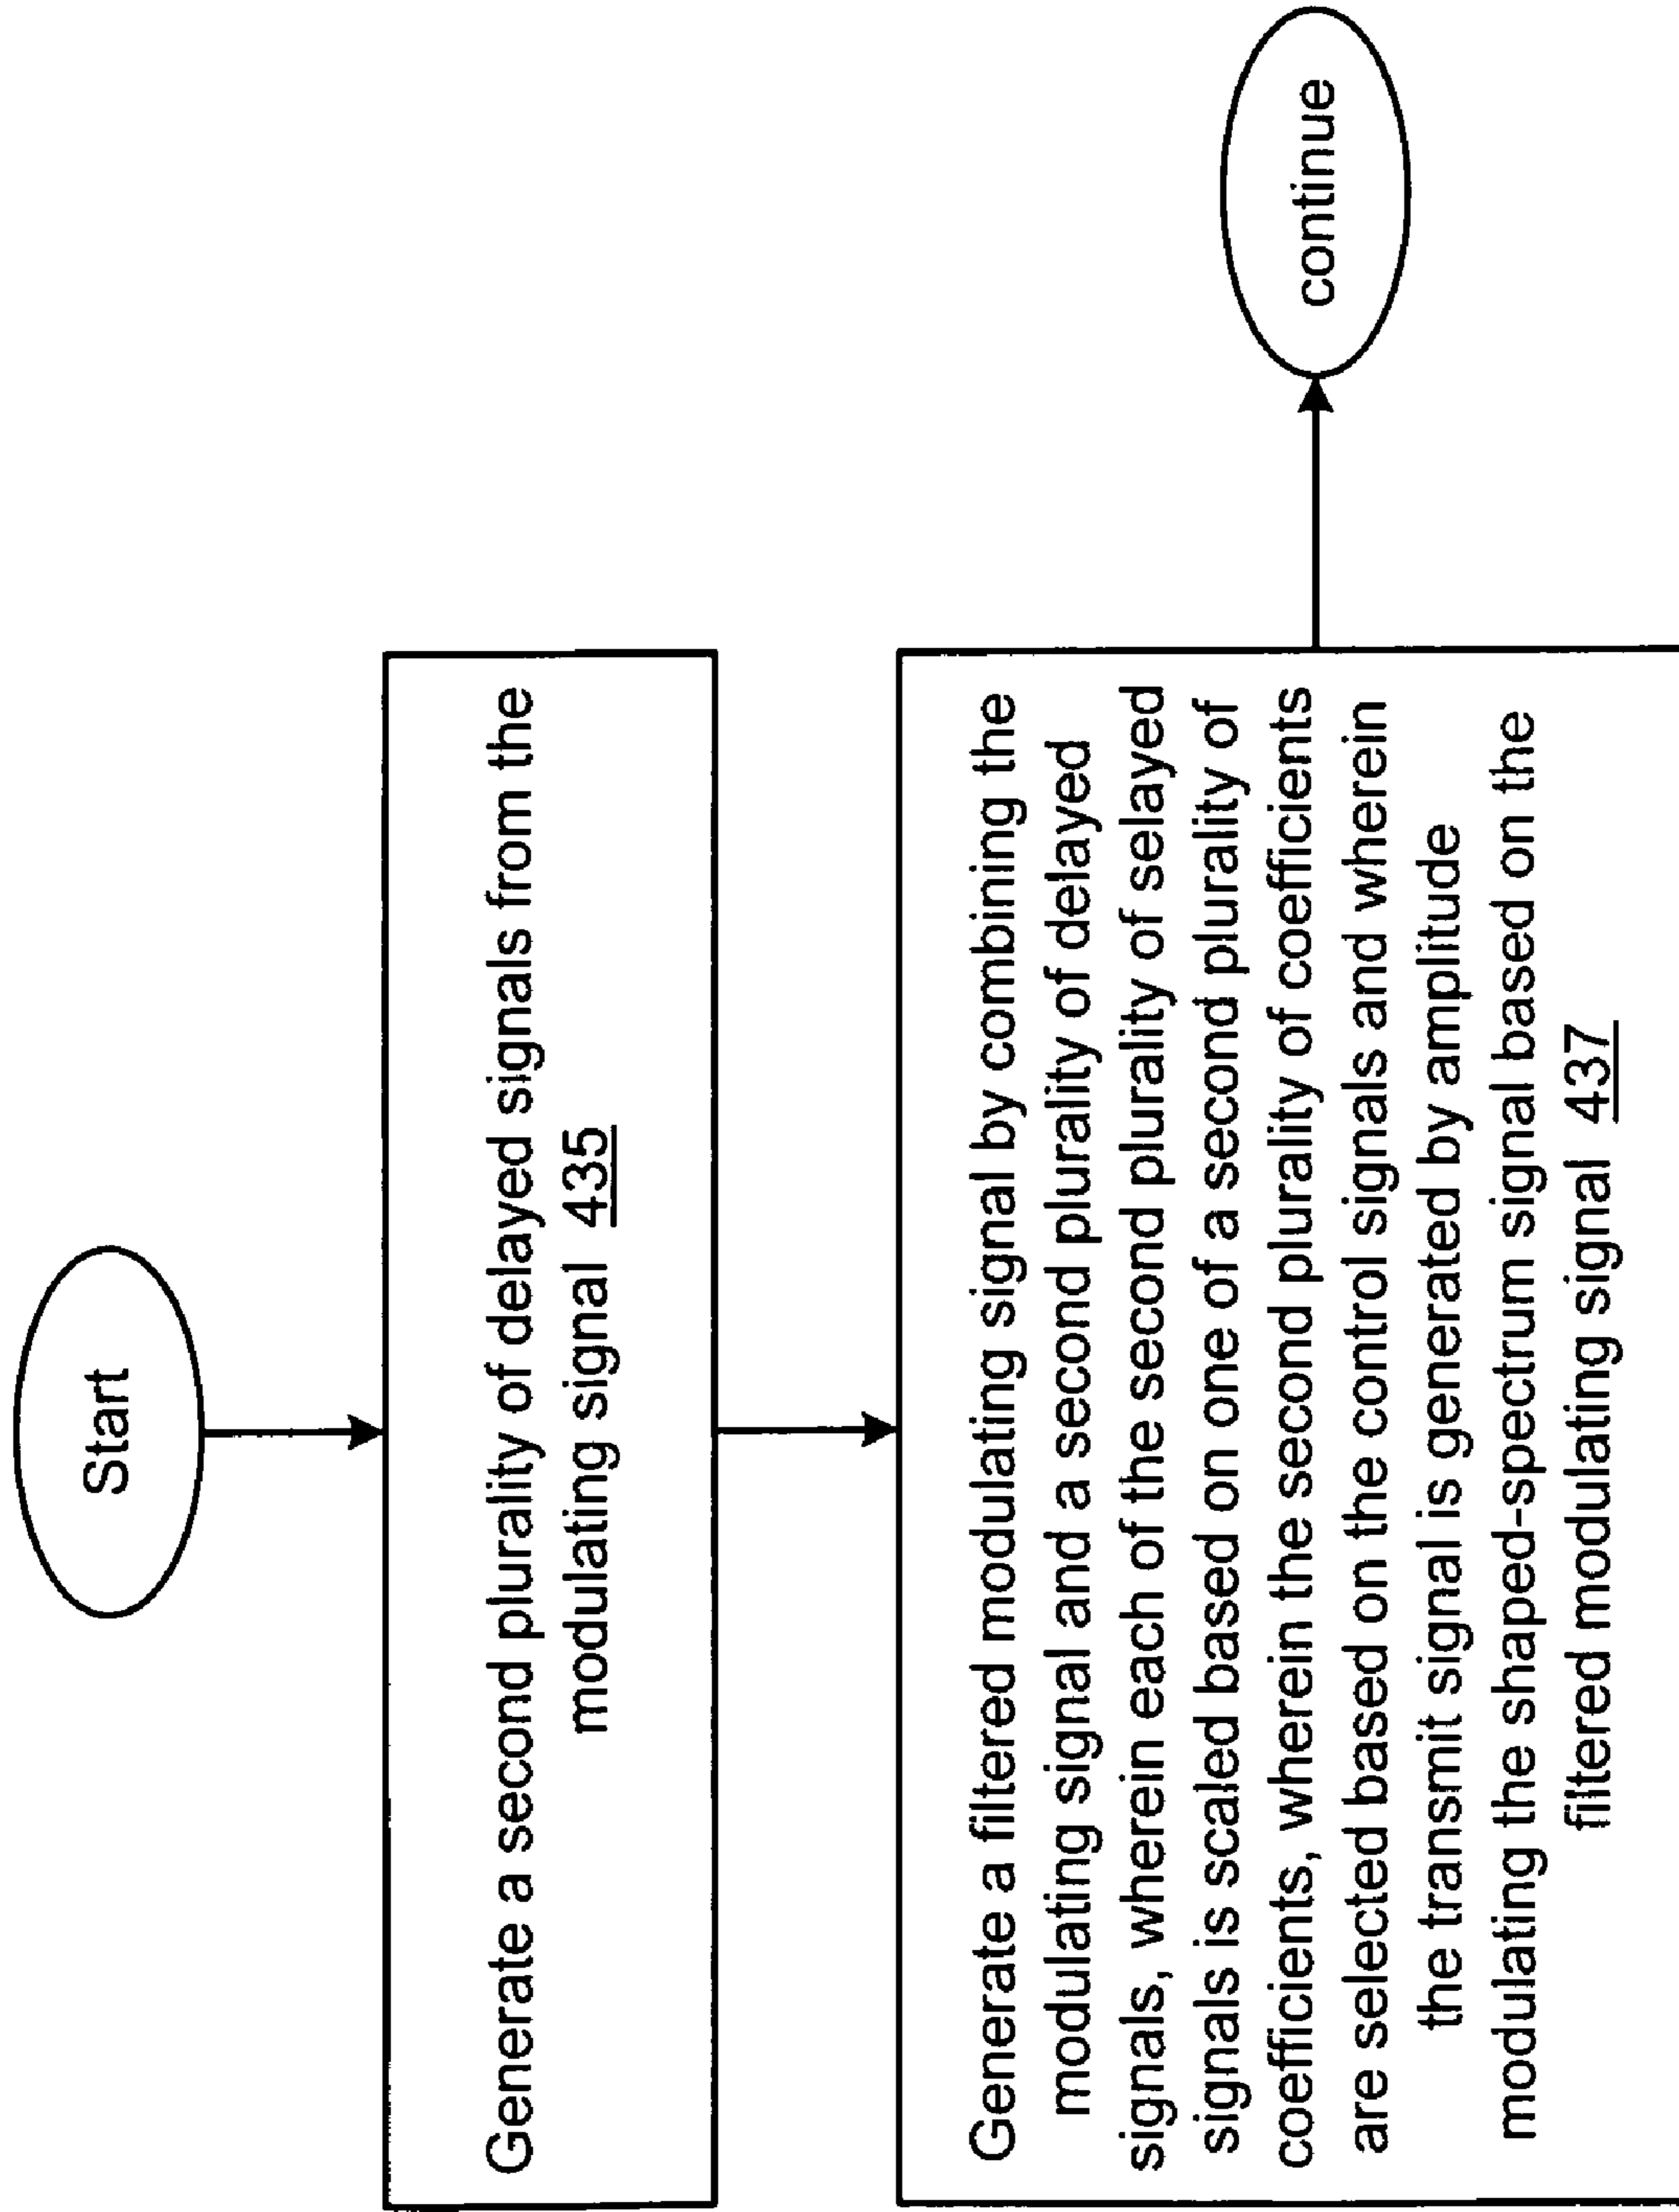 Start
Generate a second plurality of delayed signals from the
modulating signal 435
Generate a filtered modulating signal by combining the
modulating signal and a second plurality of delayed
signals, wherein each of the second plurality of selayed
signals is scaled based on one of a second plurality of
coefficients, wherein the second plurality of coefficients
are selected based on the control signals and wherein
the transmit signal is generated by amplitude
modulating the shaped-spectrum signal based on the
filtered modulating signal 437
continue